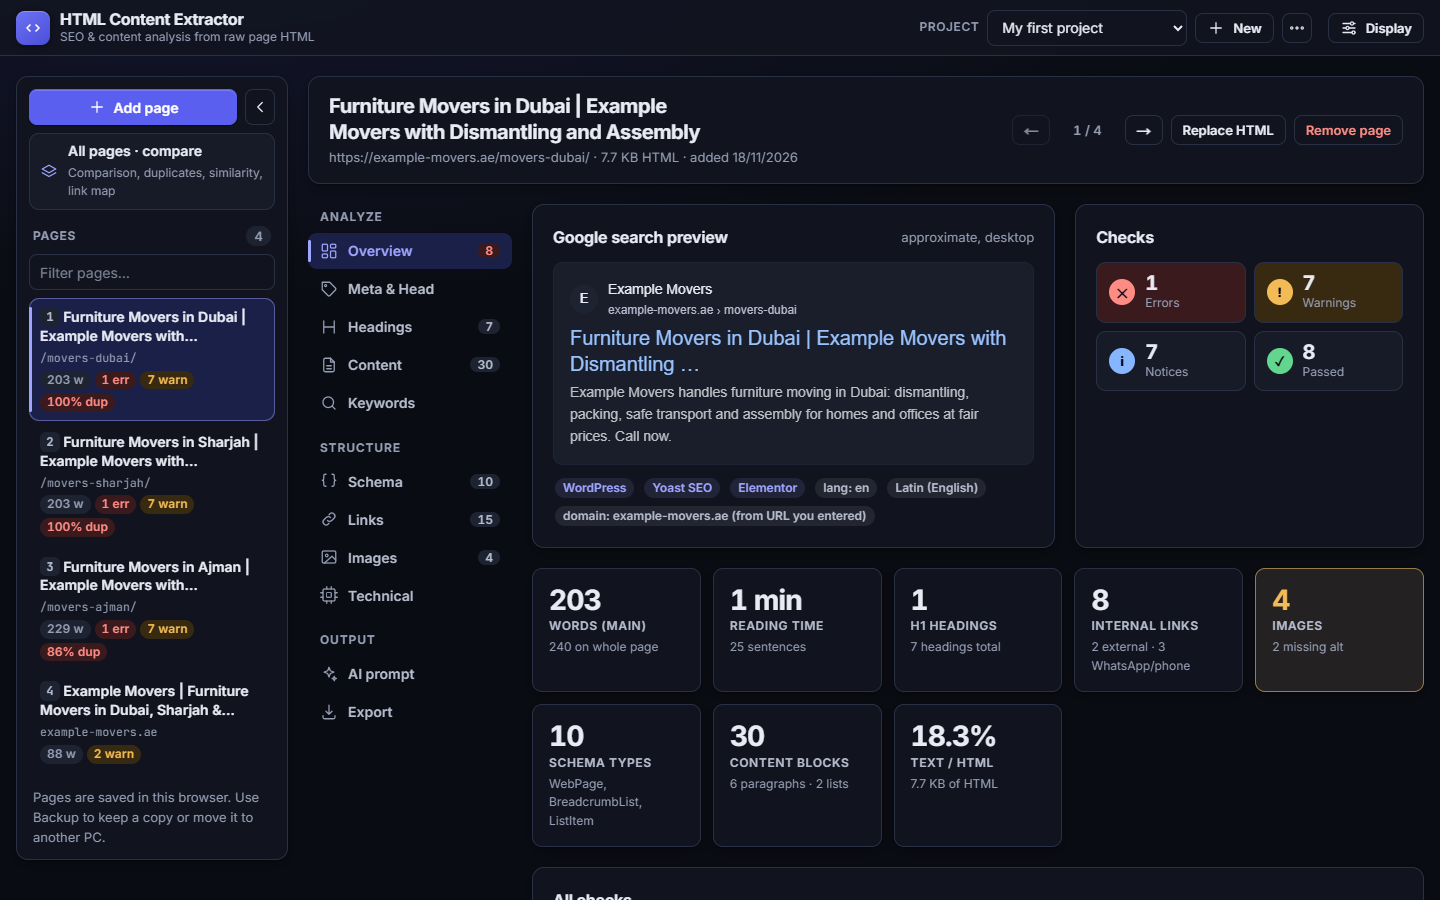 HTML Content Extractor
SEO & content analysis from raw page HTML
PROJECT
My first project
New
Display
Add page
All pages · compare
Comparison, duplicates, similarity,
link map
PAGES
4
Filter pages...
1 Furniture Movers in Dubai |
Example Movers with...
/movers-dubai/
203 w 1 err 7 warn
100% dup
2 Furniture Movers in Sharjah |
Example Movers with...
/movers-sharjah/
203 w 1 err 7 warn
100% dup
3 Furniture Movers in Ajman |
Example Movers with...
/movers-ajman/
229 w 1 err 7 warn
86% dup
4 Example Movers | Furniture
Movers in Dubai, Sharjah &...
example-movers.ae
88 w 2 warn
Pages are saved in this browser. Use
Backup to keep a copy or move it to
another PC.
Furniture Movers in Dubai | Example
Movers with Dismantling and Assembly
https://example-movers.ae/movers-dubai/ · 7.7 KB HTML · added 18/11/2026
← 1 / 4 → Replace HTML Remove page
ANALYZE
Overview 8
Meta & Head
Headings 7
Content 30
Keywords
STRUCTURE
Schema 10
Links 15
Images 4
Technical
OUTPUT
AI prompt
Export
Google search preview
approximate, desktop
E
Example Movers
example-movers.ae › movers-dubai
Furniture Movers in Dubai | Example Movers with
Dismantling ...
Example Movers handles furniture moving in Dubai: dismantling,
packing, safe transport and assembly for homes and offices at fair
prices. Call now.
WordPress Yoast SEO Elementor lang: en Latin (English)
domain: example-movers.ae (from URL you entered)
Checks
1
Errors
7
Warnings
7
Notices
8
Passed
203
WORDS (MAIN)
240 on whole page
1 min
READING TIME
25 sentences
1
H1 HEADINGS
7 headings total
8
INTERNAL LINKS
2 external · 3
WhatsApp/phone
4
IMAGES
2 missing alt
10
SCHEMA TYPES
WebPage,
BreadcrumbList,
ListItem
30
CONTENT BLOCKS
6 paragraphs · 2 lists
18.3%
TEXT / HTML
7.7 KB of HTML
All checks